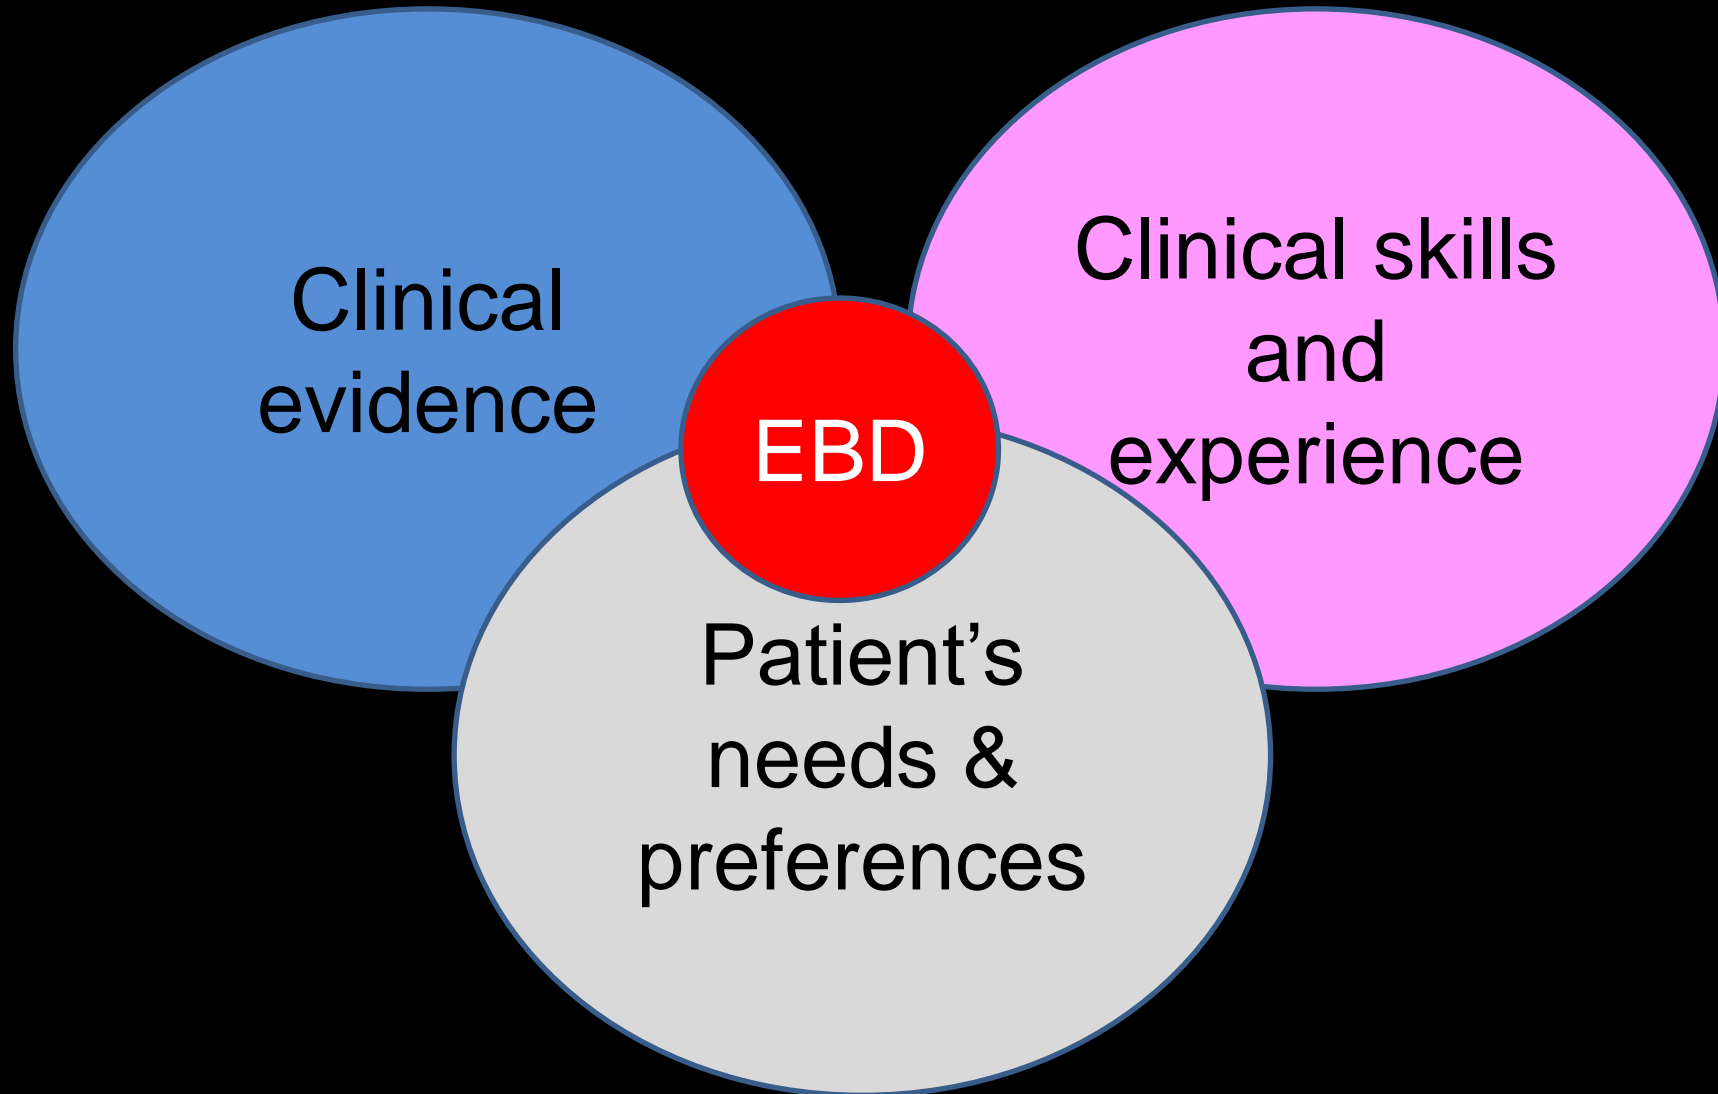 Clinical
evidence
Clinical skills
and
experience
EBD
Patient’s
needs &
preferences